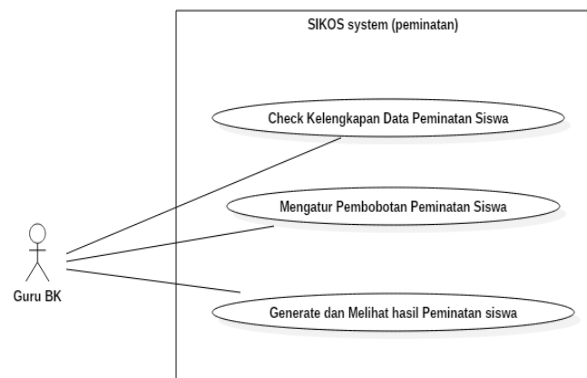 SIKOS system (peminatan)
Check Kelengkapan Data Peminatan Siswa
Mengatur Pembobotan Peminatan Siswa
Guru BK
Generate dan Melihat hasil Peminatan siswa